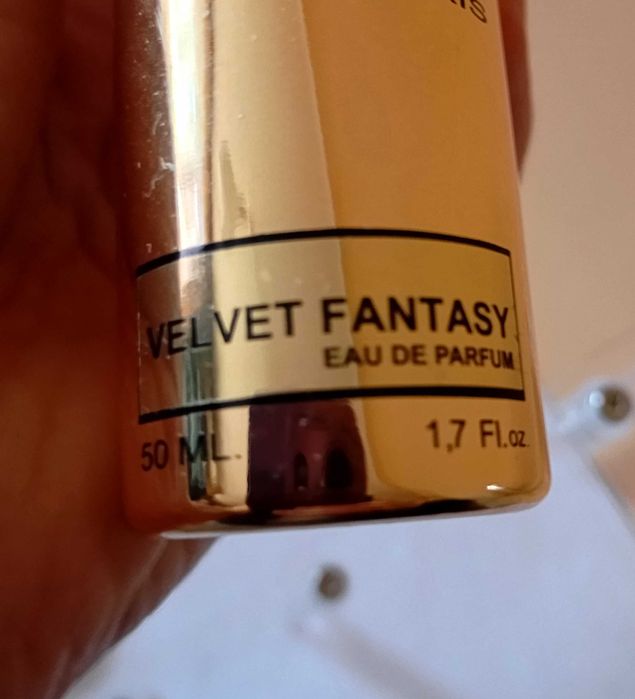 VELVET FANTASY
EAU DE PARFUM
50 ML.
1,7 Fl.oz.